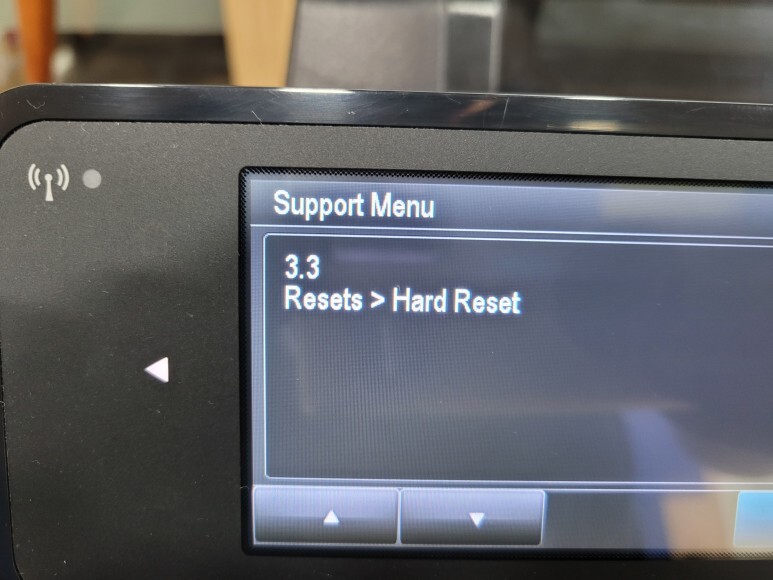 Support Menu
3.3
Resets > Hard Reset